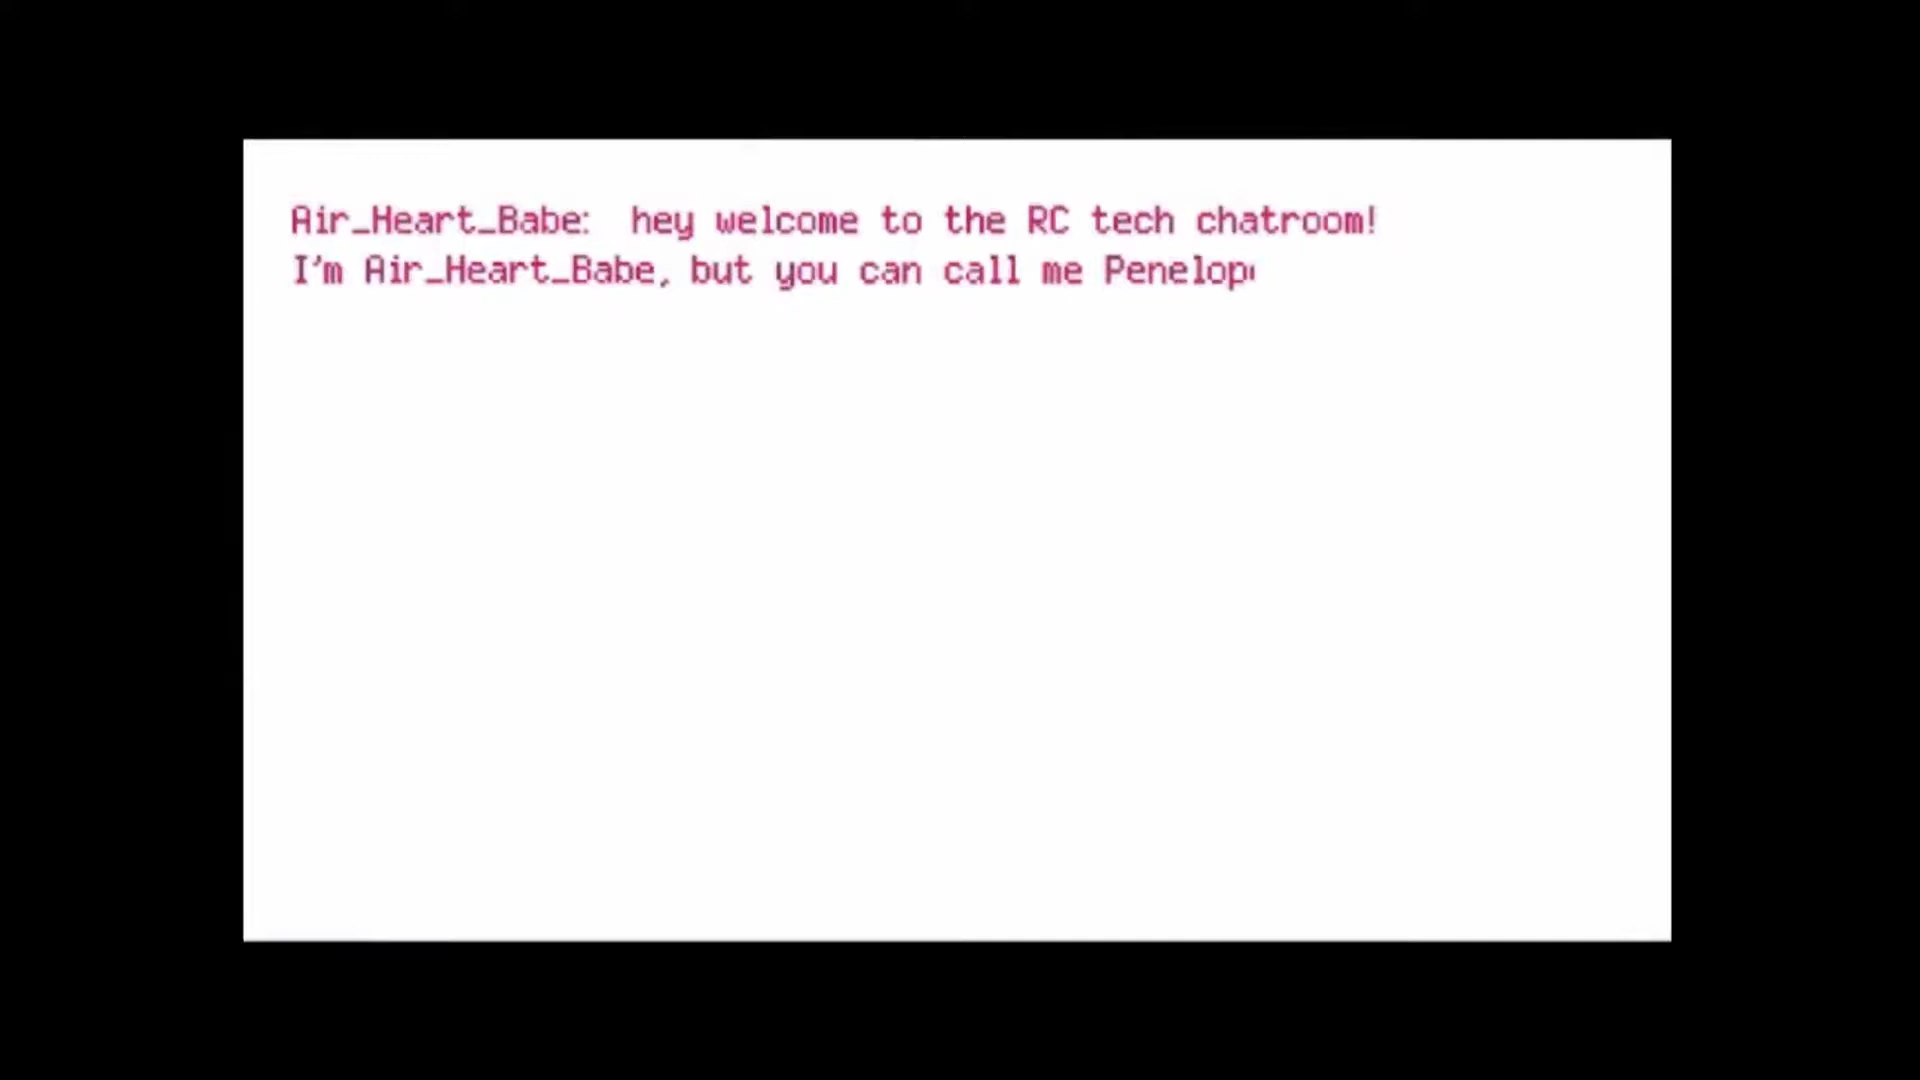 Air_Heart_Babe: hey welcome to the RC tech chatroom!
I'm Air_Heart_Babe, but you can call me Penelop